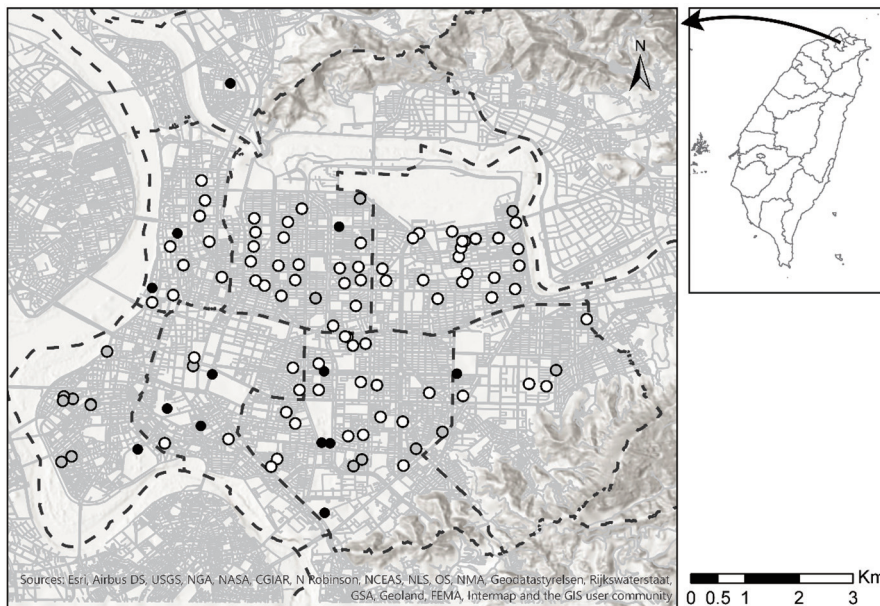 N
Sources: Esri, Airbus DS, USGS, NGA, NASA, CGIAR, N Robinson, NCEAS, NLS, OS, NMA, Geodatastyrelsen, Rijkswaterstaat,
GSA, Geoland, FEMA, Intermap and the GIS user community
Km
0 0.5 1 2 3